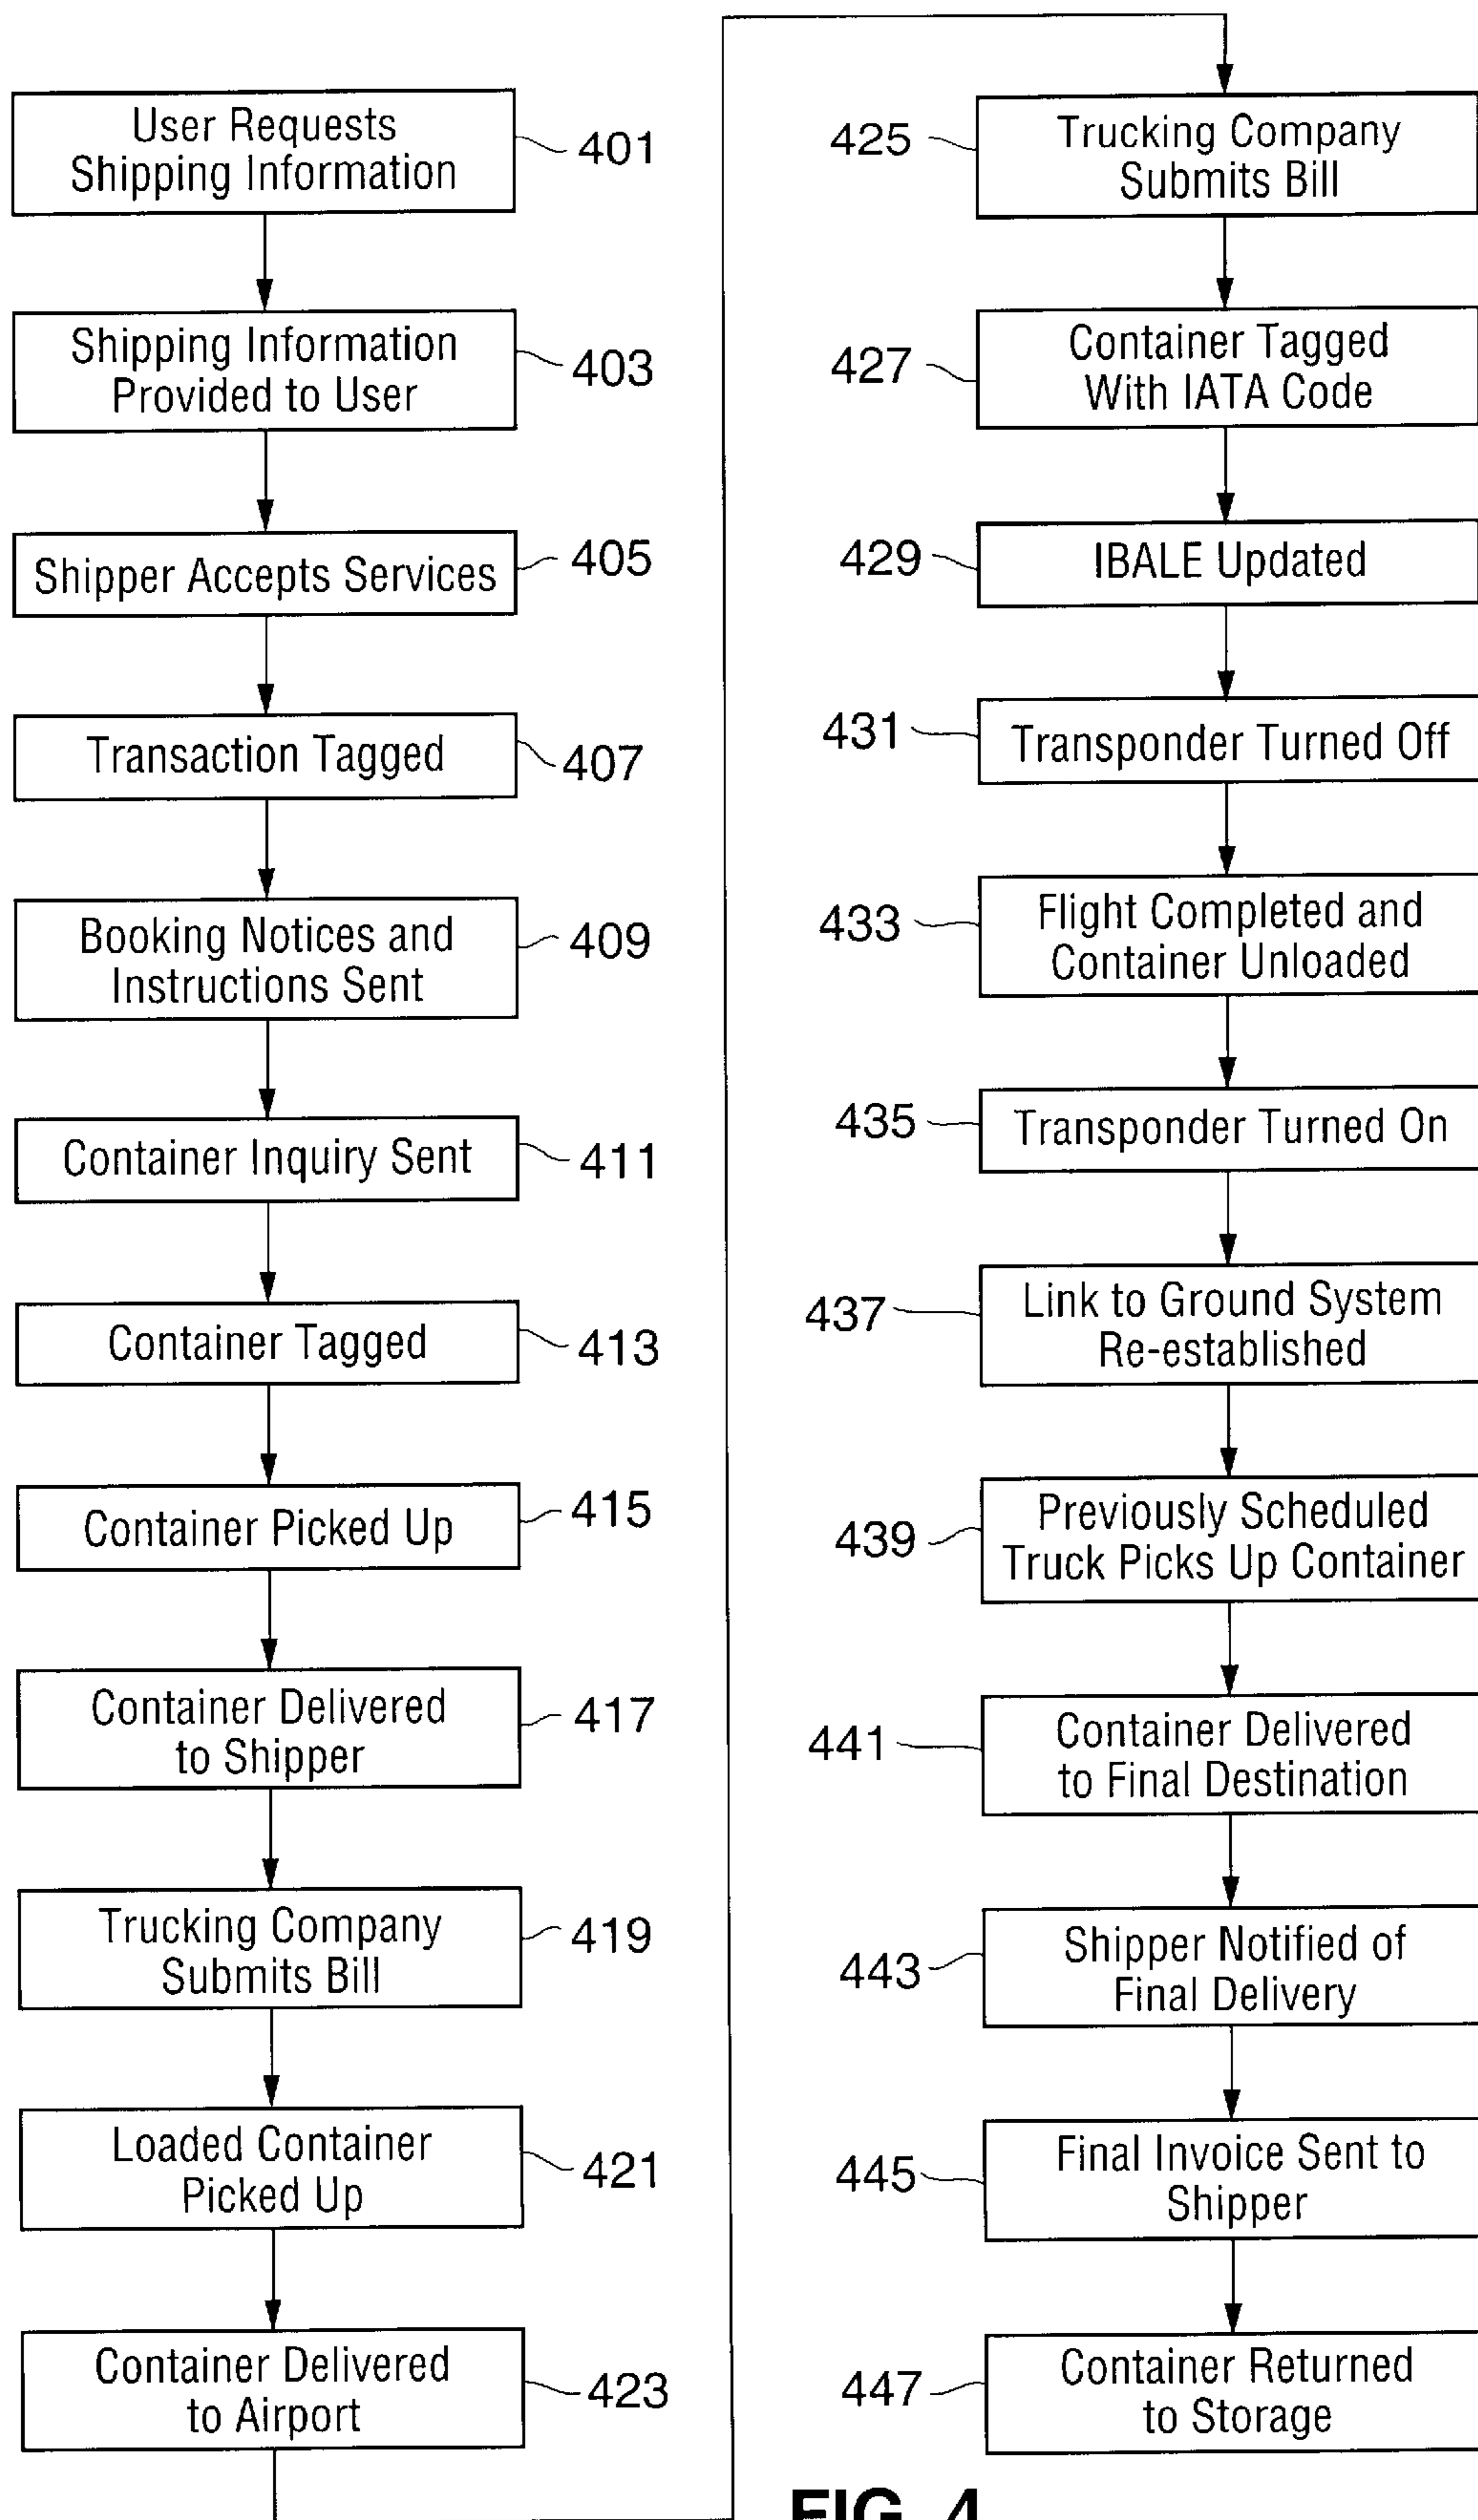 User Requests
Shipping Information
401
Shipping Information
Provided to User
403
Shipper Accepts Services
405
Transaction Tagged
407
Booking Notices and
Instructions Sent
409
Container Inquiry Sent
411
Container Tagged
413
Container Picked Up
415
Container Delivered
to Shipper
417
Trucking Company
Submits Bill
419
Loaded Container
Picked Up
421
Container Delivered
to Airport
423
425
Trucking Company
Submits Bill
427
Container Tagged
With IATA Code
429
IBALE Updated
431
Transponder Turned Off
433
Flight Completed and
Container Unloaded
435
Transponder Turned On
437
Link to Ground System
Re-established
439
Previously Scheduled
Truck Picks Up Container
441
Container Delivered
to Final Destination
443
Shipper Notified of
Final Delivery
445
Final Invoice Sent to
Shipper
447
Container Returned
to Storage
FIG. 4